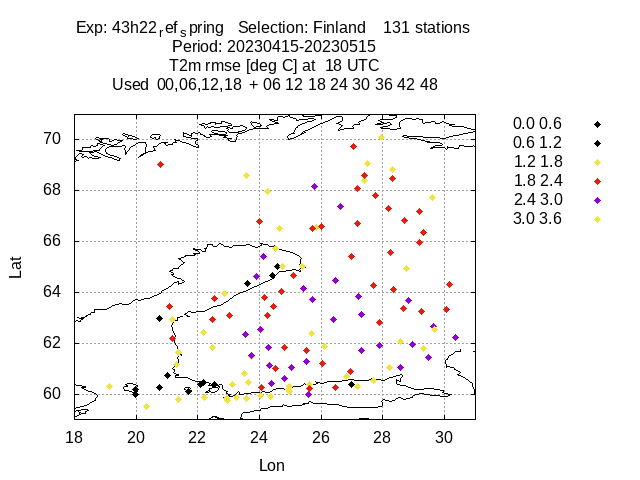 Exp: 43h22refspring   Selection: Finland    131 stations
Period: 20230415-20230515
T2m rmse [deg C] at  18 UTC
Used  00,06,12,18  + 06 12 18 24 30 36 42 48
0.0 0.6
0.6 1.2
1.2 1.8
1.8 2.4
2.4 3.0
3.0 3.6
Lat
70
68
66
64
62
60
18 20 22 24 26 28 30
Lon